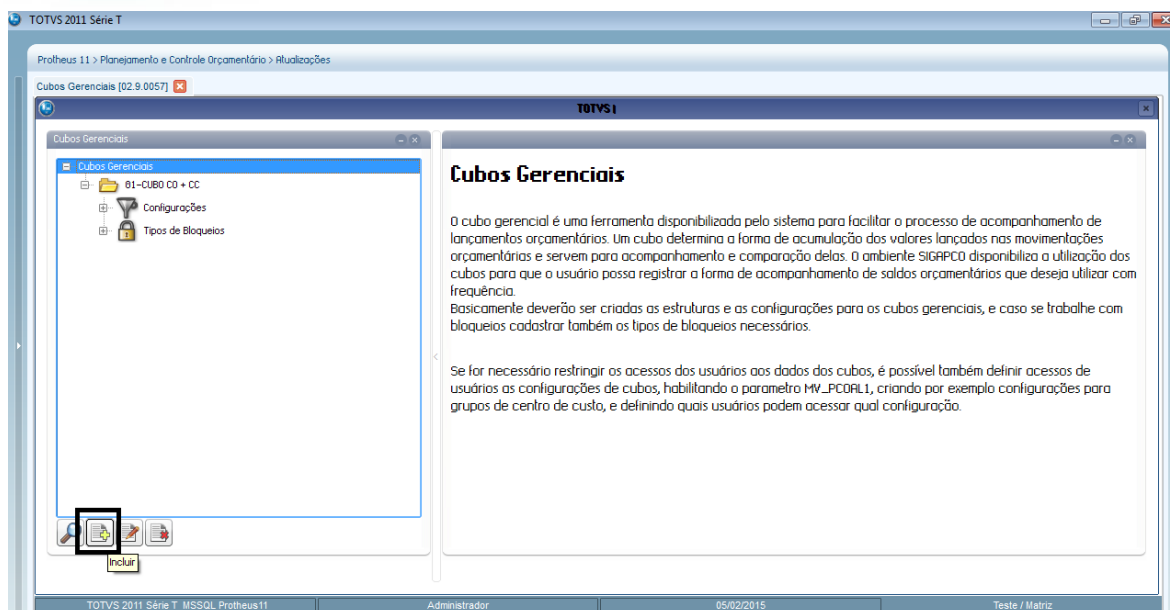 TOTVS 2011 Série T
Protheus 11 > Planejamento e Controle Orçamentário > Atualizações
Cubos Gerenciais [02.9.0057]
TOTVS |
Cubos Gerenciais
Cubos Gerenciais
01-CUBO CO + CC
Configurações
Tipos de Bloqueios
Incluir
Cubos Gerenciais
O cubo gerencial é uma ferramenta disponibilizada pelo sistema para facilitar o processo de acompanhamento de
lançamentos orçamentários. Um cubo determina a forma de acumulação dos valores lançados nas movimentações
orçamentárias e servem para acompanhamento e comparação delas. O ambiente SIGAPCO disponibiliza a utilização dos
cubos para que o usuário possa registrar a forma de acompanhamento de saldos orçamentários que deseja utilizar com
frequência.
Basicamente deverão ser criadas as estruturas e as configurações para os cubos gerenciais, e caso se trabalhe com
bloqueios cadastrar também os tipos de bloqueios necessários.
Se for necessário restringir os acessos dos usuários aos dados dos cubos, é possível também definir acessos de
usuários as configurações de cubos, habilitando o parametro MV_PCOAL1, criando por exemplo configurações para
grupos de centro de custo, e definindo quais usuários podem acessar qual configuração.
TOTVS 2011 Série T MSSQL Protheus11
Administrador
05/02/2015
Teste / Matriz